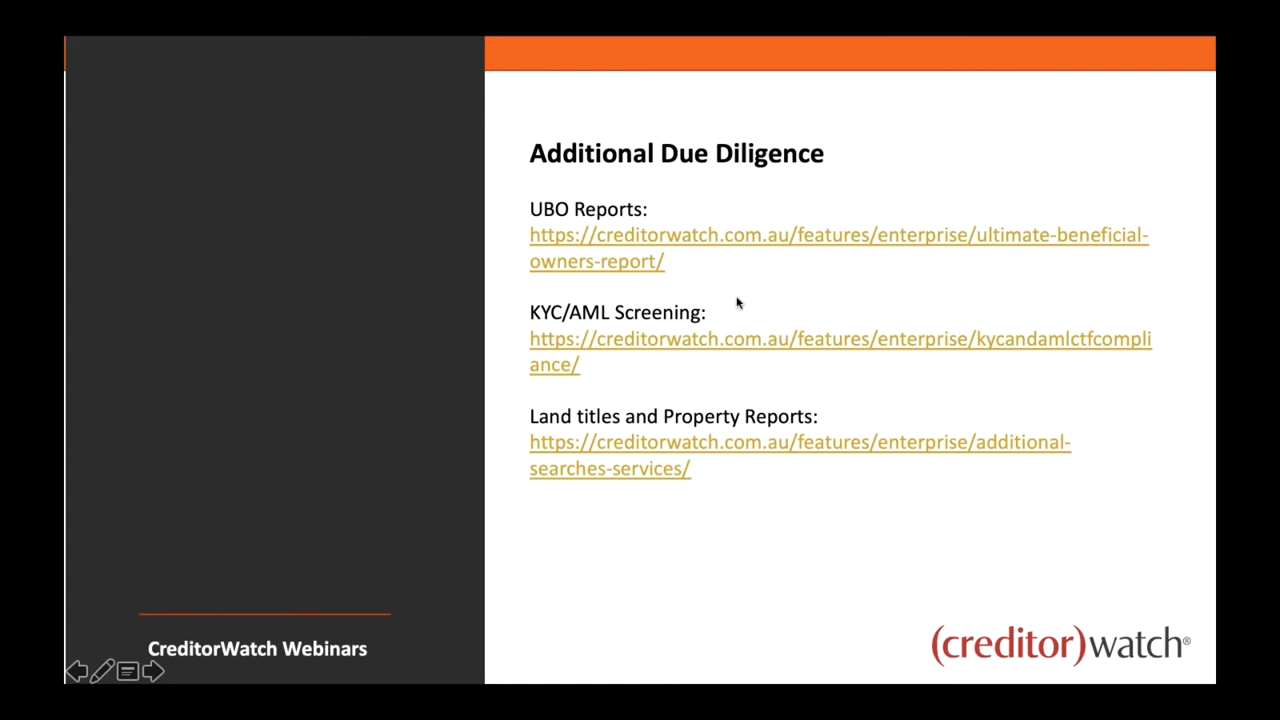 Additional Due Diligence
UBO Reports:
https://creditorwatch.com.au/features/enterprise/ultimate-beneficial-
owners-report/
KYC/AML Screening:
https://creditorwatch.com.au/features/enterprise/kycandamlctfcompli
ance/
Land titles and Property Reports:
https://creditorwatch.com.au/features/enterprise/additional-
searches-services/
CreditorWatch Webinars
(creditor)watch®